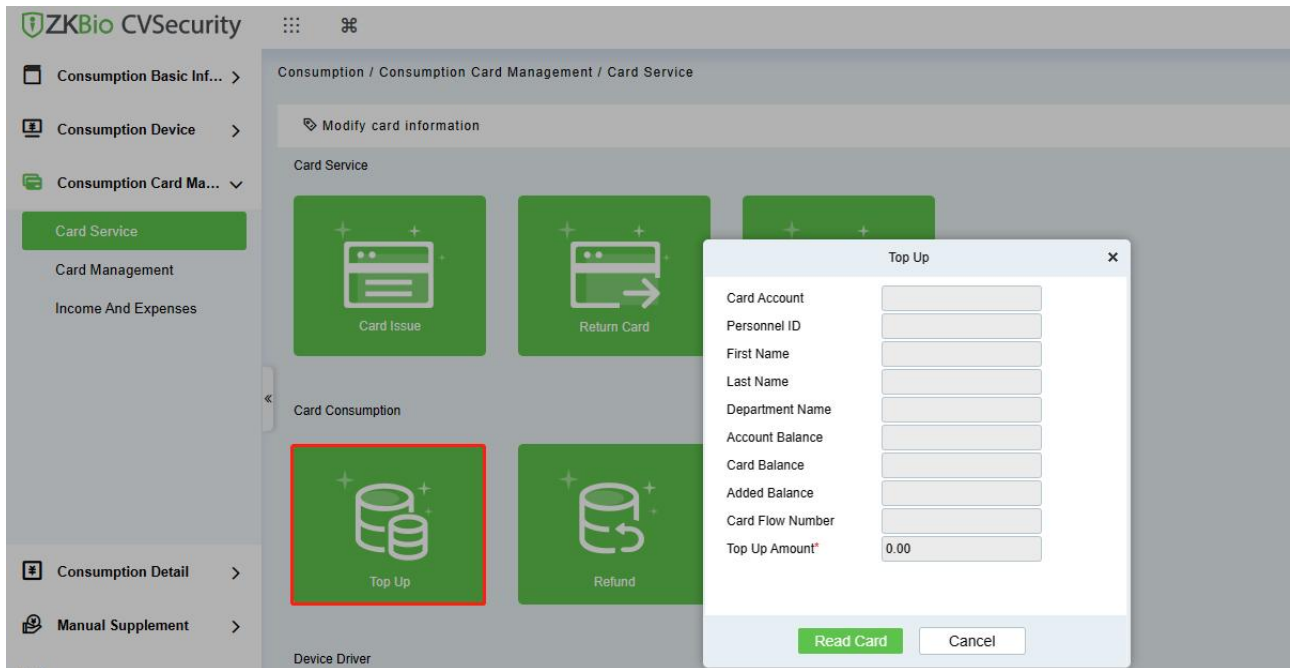 ZKBio CVSecurity
Consumption Basic Inf...
Consumption Device
Consumption Card Ma...
Card Service
Card Management
Income And Expenses
Consumption Detail
Manual Supplement
Consumption / Consumption Card Management / Card Service
Modify card information
Card Service
Card Issue
Return Card
Card Consumption
Top Up
Refund
Device Driver
Top Up
Card Account
Personnel ID
First Name
Last Name
Department Name
Account Balance
Card Balance
Added Balance
Card Flow Number
Top Up Amount* 0.00
Read Card Cancel